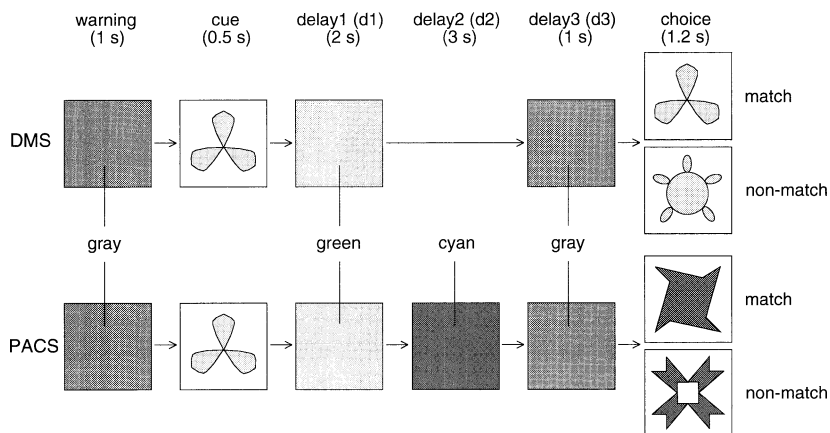 warning cue delay1 (d1) delay2 (d2) delay3 (d3) choice
(1 s) (0.5 s) (2 s) (3 s) (1 s) (1.2 s)
match
DMS
non-match
gray green cyan gray
match
PACS
non-match